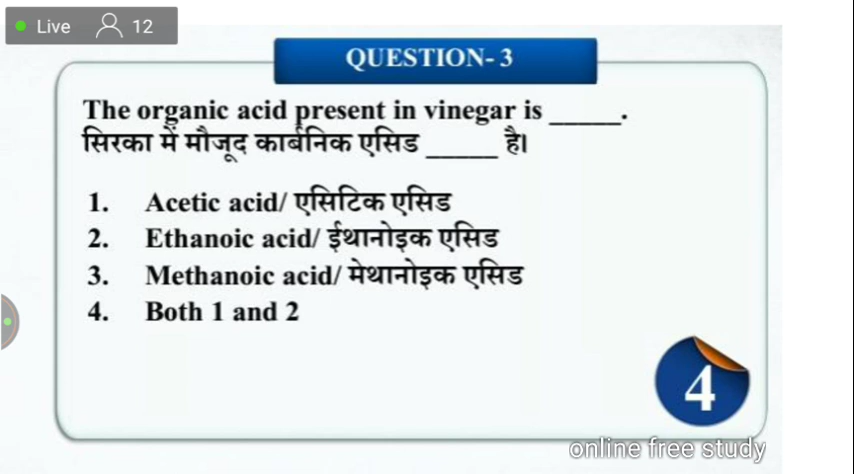 Live 12
QUESTION- 3
The organic acid present in vinegar is _____.
सिरका में मौजूद कार्बनिक एसिड _____ है।
1. Acetic acid/ एसिटिक एसिड
2. Ethanoic acid/ ईथानोइक एसिड
3. Methanoic acid/ मेथानोइक एसिड
4. Both 1 and 2
4
online free study